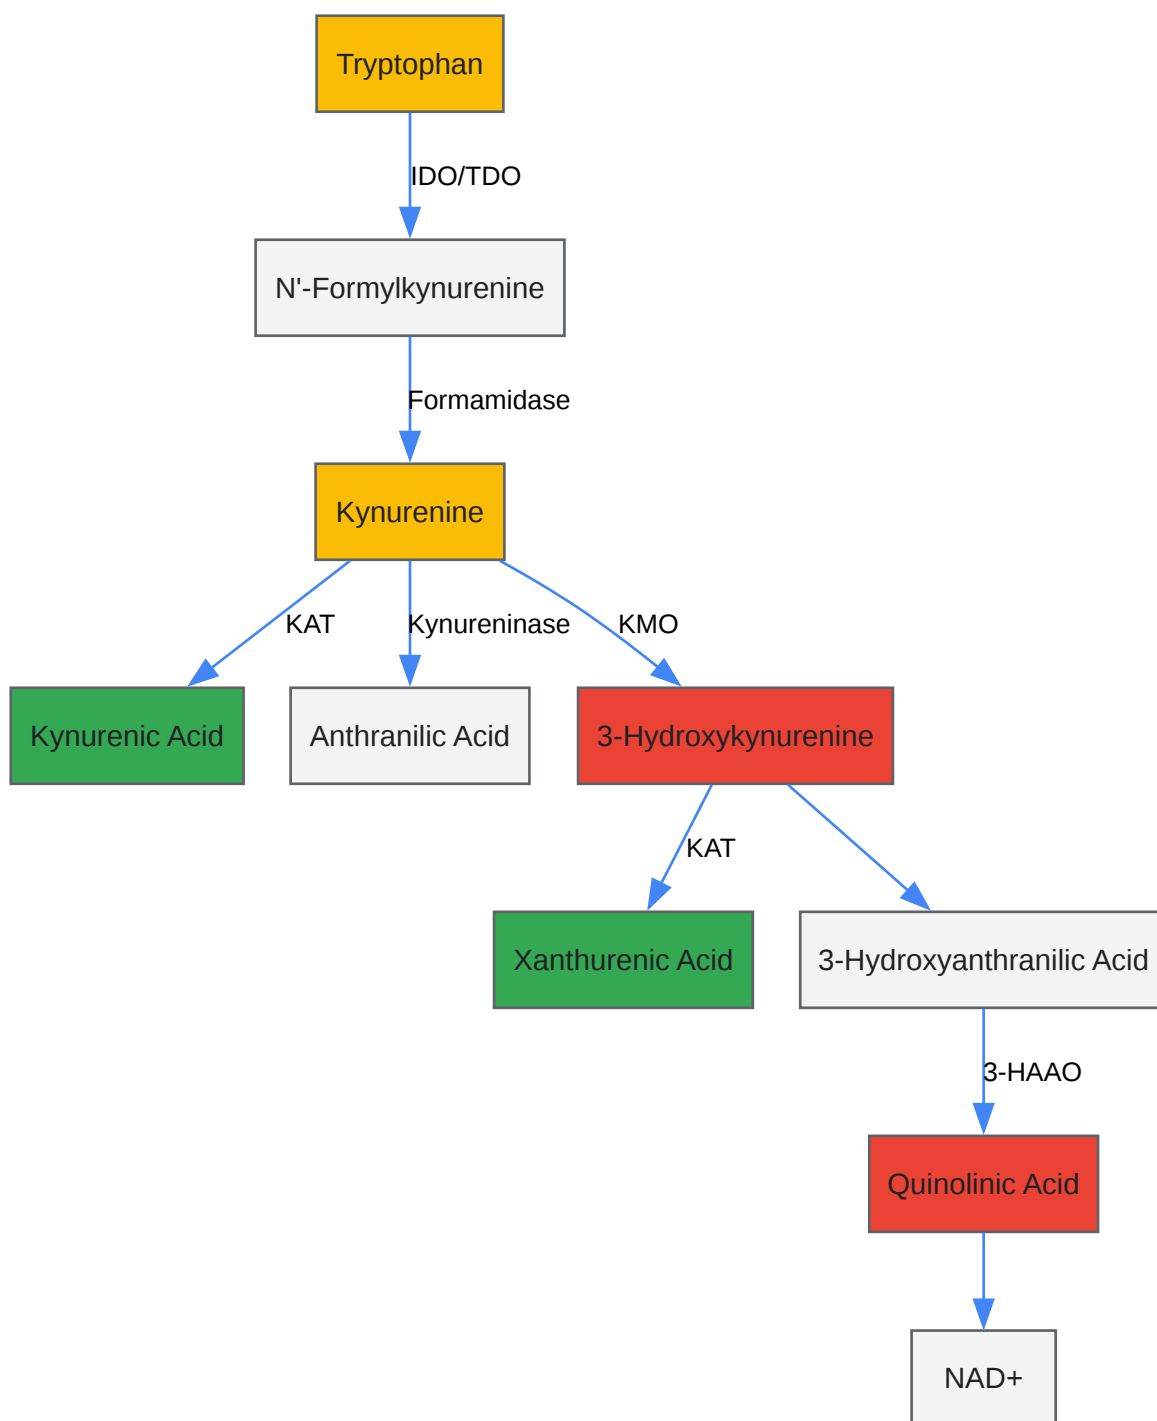 Tryptophan
IDO/TDO
N'-Formylkynurenine
Formamidase
Kynurenine
KAT
Kynureninase
KMO
Kynurenic Acid
Anthranilic Acid
3-Hydroxykynurenine
KAT
Xanthurenic Acid
3-Hydroxyanthranilic Acid
3-HAAO
Quinolinic Acid
NAD+